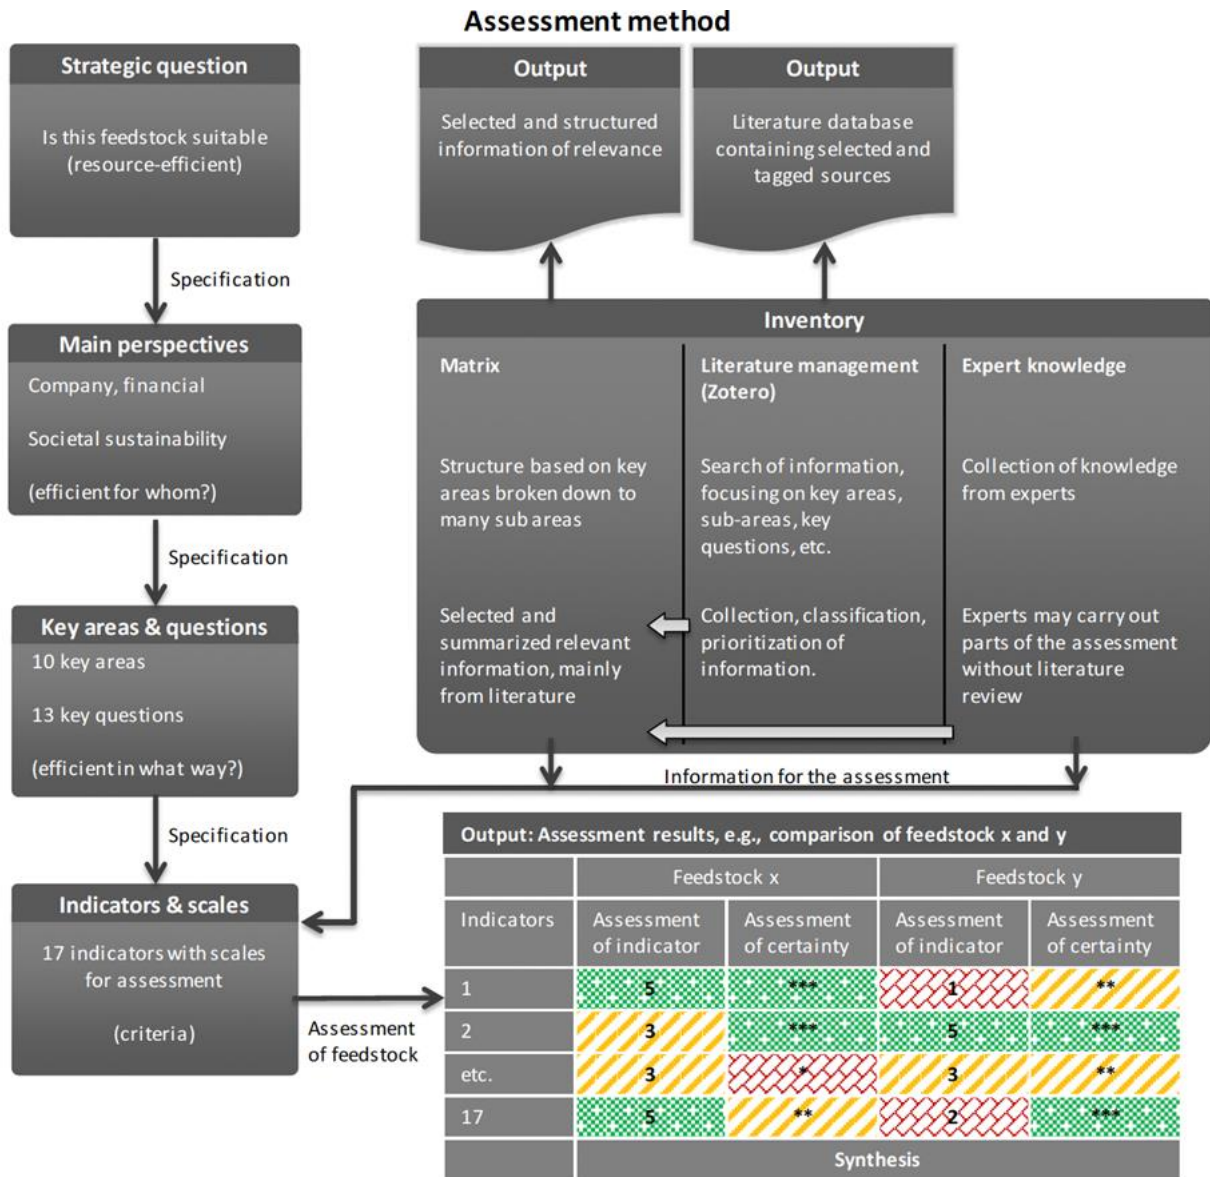 Assessment method
Strategic question
Is this feedstock suitable
(resource-efficient)
Specification
Main perspectives
Company, financial
Societal sustainability
(efficient for whom?)
Specification
Key areas & questions
10 key areas
13 key questions
(efficient in what way?)
Specification
Indicators & scales
17 indicators with scales
for assessment
(criteria)
Assessment
of feedstock
Output
Selected and structured
information of relevance
Output
Literature database
containing selected and
tagged sources
Inventory
Matrix
Structure based on key
areas broken down to
many sub areas
Selected and
summarized relevant
information, mainly
from literature
Literature management
(Zotero)
Search of information,
focusing on key areas,
sub-areas, key
questions, etc.
Collection, classification,
prioritization of
information.
Expert knowledge
Collection of knowledge
from experts
Experts may carry out
parts of the assessment
without literature
review
Information for the assessment
Output: Assessment results, e.g., comparison of feedstock x and y
Feedstock x Feedstock y
Indicators Assessment of indicator Assessment of certainty Assessment of indicator Assessment of certainty
1 5 *** 1 **
2 3 *** 5 ***
etc. 3 * 3 **
17 5 ** 2 ***
Synthesis